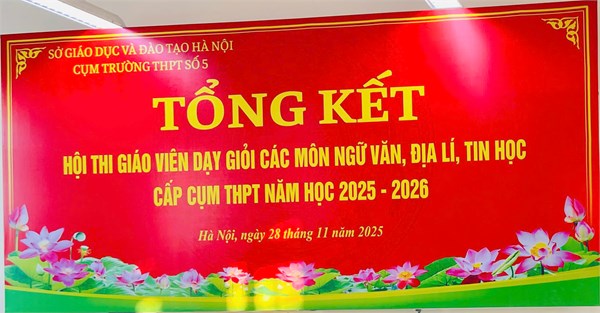 SỞ GIÁO DỤC VÀ ĐÀO TẠO HÀ NỘI
CỤM TRƯỜNG THPT SỐ 5
TỔNG KẾT
HỘI THI GIÁO VIÊN DẠY GIỎI CÁC MÔN NGỮ VĂN, ĐỊA LÍ, TIN HỌC
CẤP CỤM THPT NĂM HỌC 2025 - 2026
Hà Nội, ngày 28 tháng 11 năm 2025